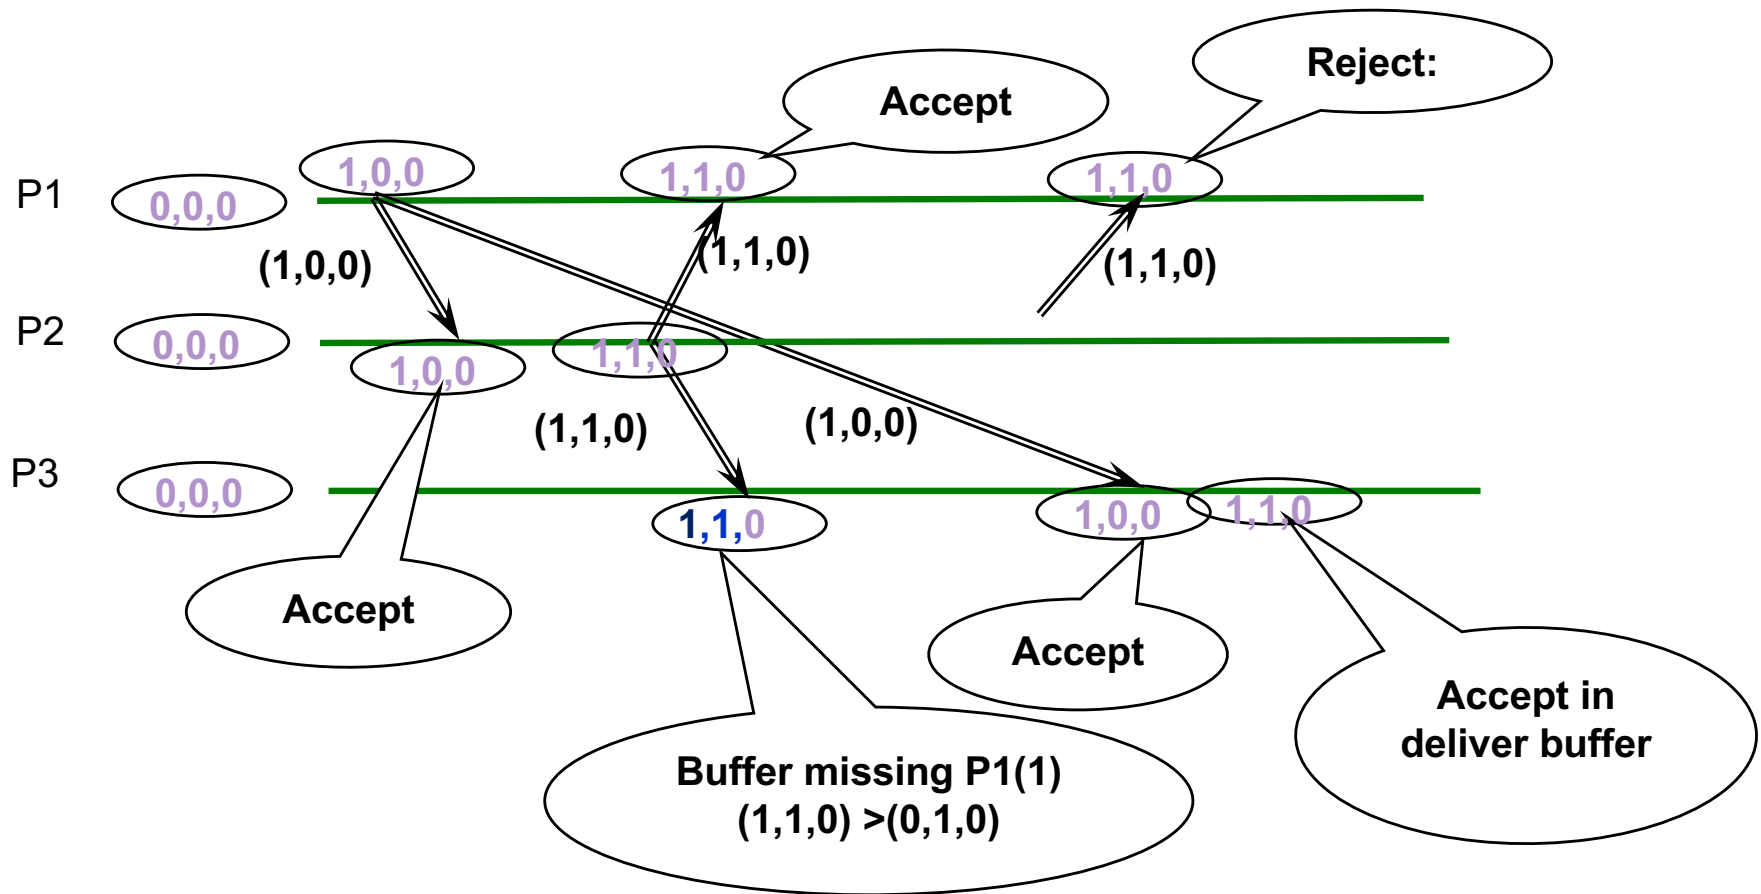 Reject:
Accept
1,0,0
1,1,0
1,1,0
P1
0,0,0
(1,0,0)
(1,1,0)
(1,1,0)
P2
0,0,0
1,0,0
1,1,0
(1,1,0)
(1,0,0)
P3
0,0,0
1,1,0
1,0,0
1,1,0
Accept
Accept
Accept in
deliver buffer
Buffer missing P1(1)
(1,1,0) >(0,1,0)